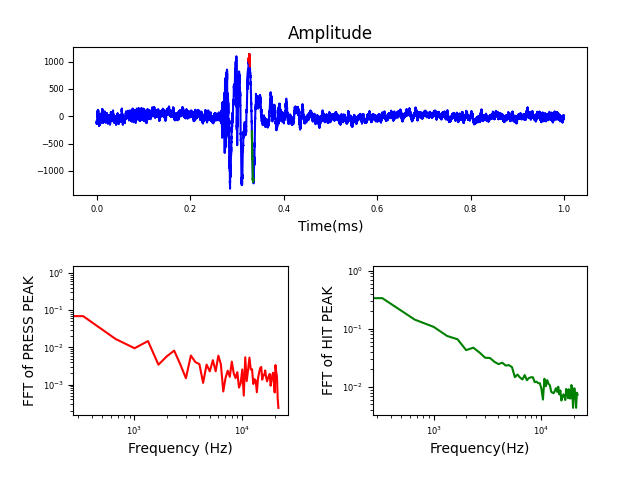 Amplitude
1000
500
0
−500
−1000
0.0 0.2 0.4 0.6 0.8 1.0
Time(ms)
FFT of PRESS PEAK
10⁰
10⁻¹
10⁻²
10⁻³
10³ 10⁴
Frequency (Hz)
FFT of HIT PEAK
10⁰
10⁻¹
10⁻²
10³ 10⁴
Frequency(Hz)